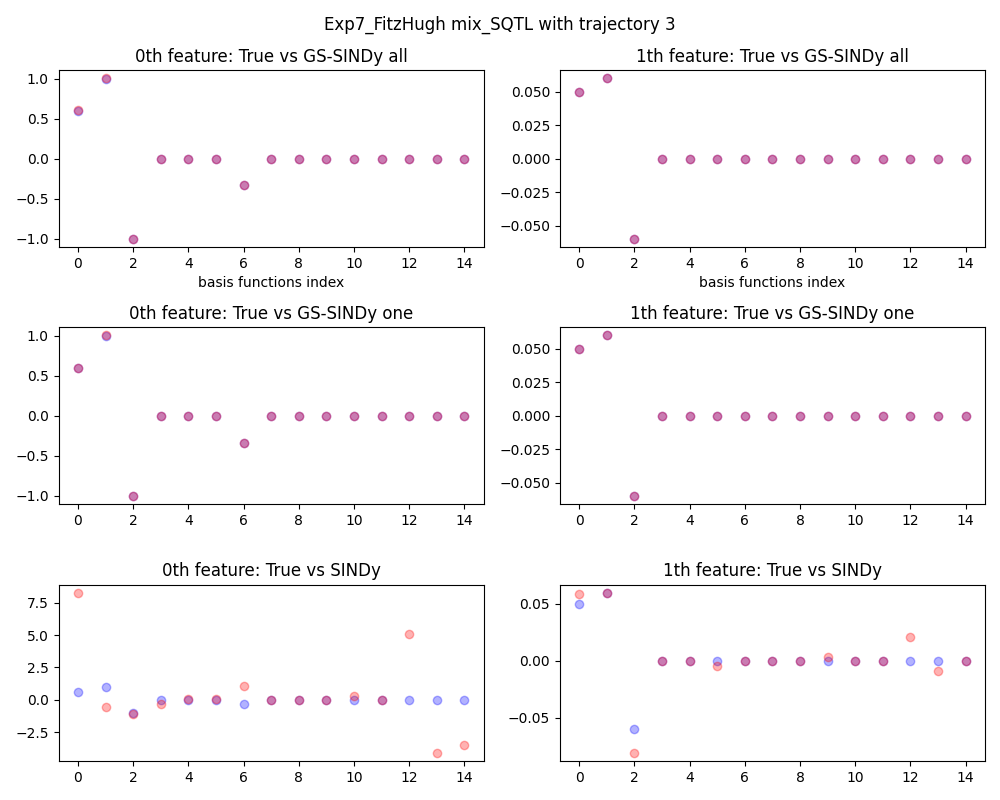 Exp7_FitzHugh mix_SQTL with trajectory 3
0th feature: True vs GS-SINDy all
1.0
0.5
0.0
−0.5
−1.0
0 2 4 6 8 10 12 14
basis functions index
1th feature: True vs GS-SINDy all
0.050
0.025
0.000
−0.025
−0.050
0 2 4 6 8 10 12 14
basis functions index
0th feature: True vs GS-SINDy one
1.0
0.5
0.0
−0.5
−1.0
0 2 4 6 8 10 12 14
1th feature: True vs GS-SINDy one
0.050
0.025
0.000
−0.025
−0.050
0 2 4 6 8 10 12 14
0th feature: True vs SINDy
7.5
5.0
2.5
0.0
−2.5
0 2 4 6 8 10 12 14
1th feature: True vs SINDy
0.05
0.00
−0.05
0 2 4 6 8 10 12 14